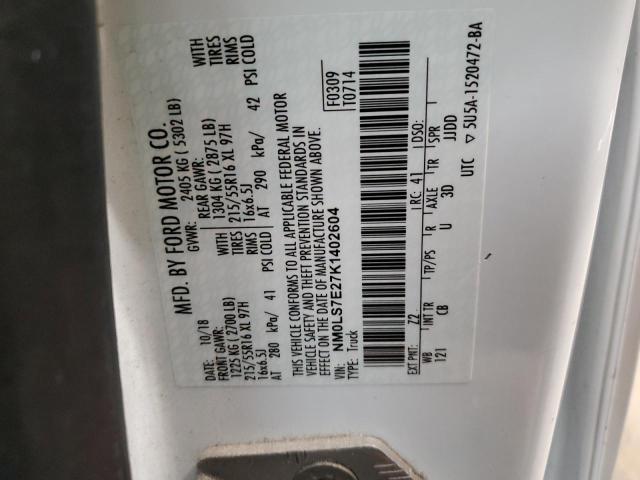 MFD. BY FORD MOTOR CO.
DATE: 10/18 GVWR: 2405 KG ( 5302 LB)
FRONT GAWR: REAR GAWR: WITH
1225 KG ( 2700 LB) WITH 1304 KG ( 2875 LB) TIRES
215/55R16 XL 97H TIRES 215/55R16 XL 97H RIMS
16x6.5J RIMS 16x6.5J
AT 280 kPa/ 41 PSI COLD AT 290 kPa/ 42 PSI COLD
THIS VEHICLE CONFORMS TO ALL APPLICABLE FEDERAL MOTOR
VEHICLE SAFETY AND THEFT PREVENTION STANDARDS IN
EFFECT ON THE DATE OF MANUFACTURE SHOWN ABOVE.
VIN: NM0LS7E27K1402604
TYPE: Truck
F0309
T0714
EXT PNT: Z2 RC: 41 DSO:
WB INT TR TP/PS R AXLE TR SPR
121 CB U 3D JJDD
UTC ▽ 5U5A-1520472-BA